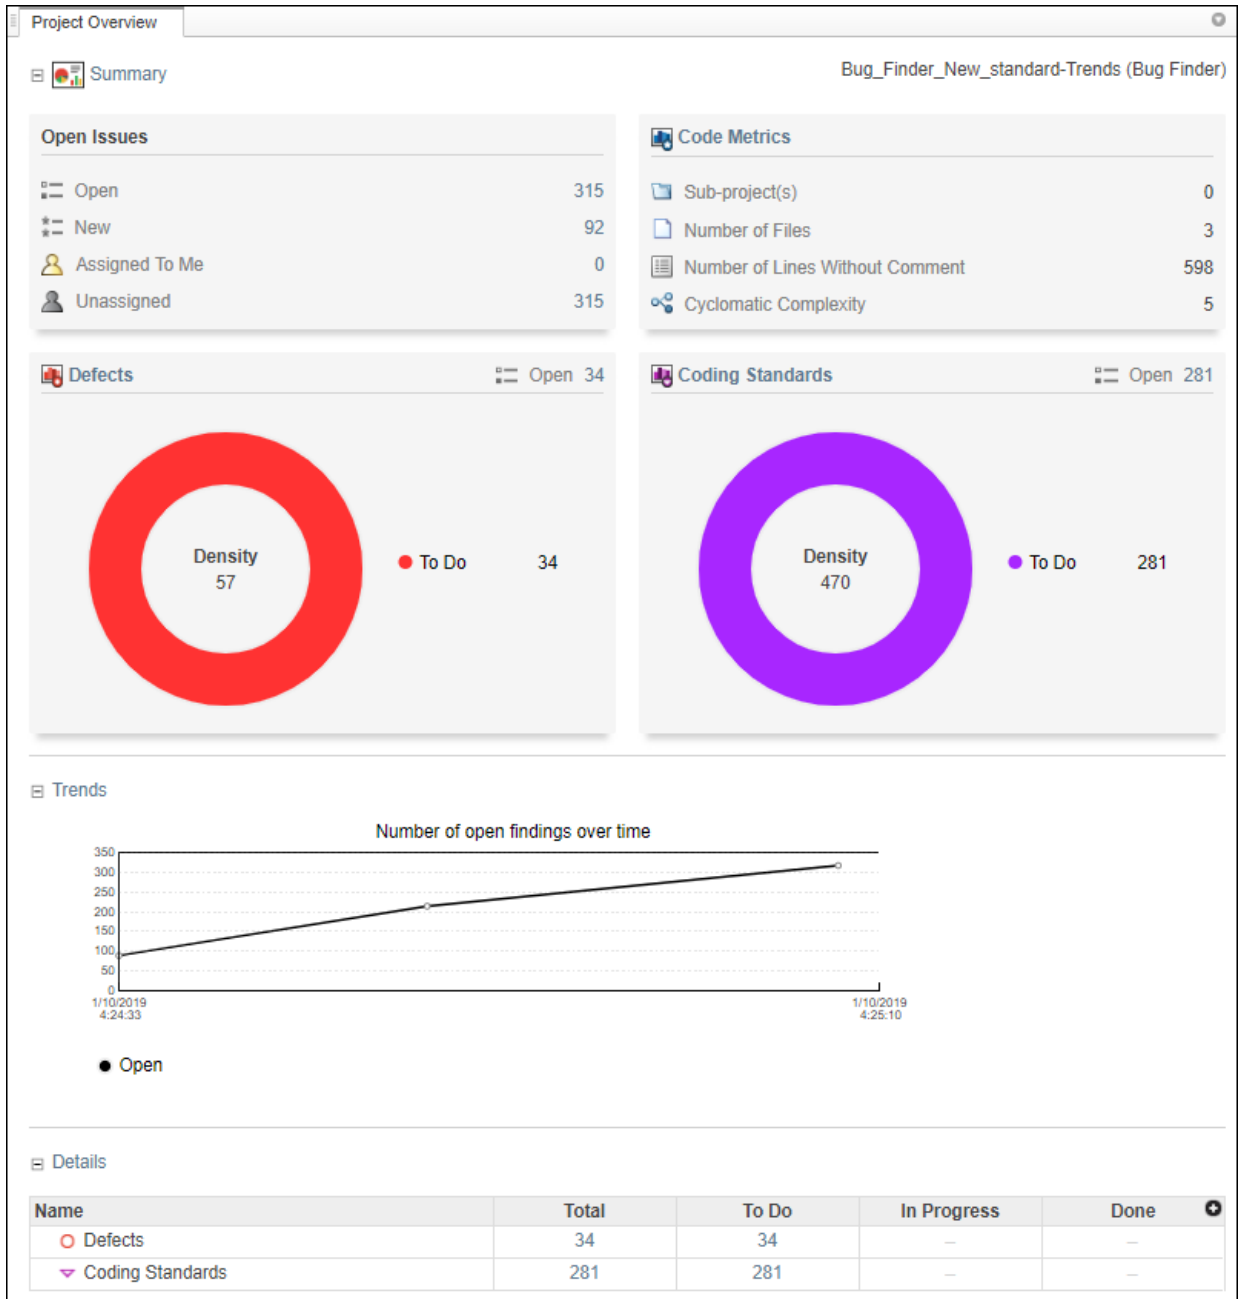 Project Overview
Summary
Bug_Finder_New_standard-Trends (Bug Finder)
Open Issues
Open 315
New 92
Assigned To Me 0
Unassigned 315
Code Metrics
Sub-project(s) 0
Number of Files 3
Number of Lines Without Comment 598
Cyclomatic Complexity 5
Defects Open 34
Density
57
To Do 34
Coding Standards Open 281
Density
470
To Do 281
Trends
Number of open findings over time
350
300
250
200
150
100
50
0
1/10/2019
4:24:33
1/10/2019
4:25:10
Open
Details
Name Total To Do In Progress Done
Defects 34 34 – –
Coding Standards 281 281 – –